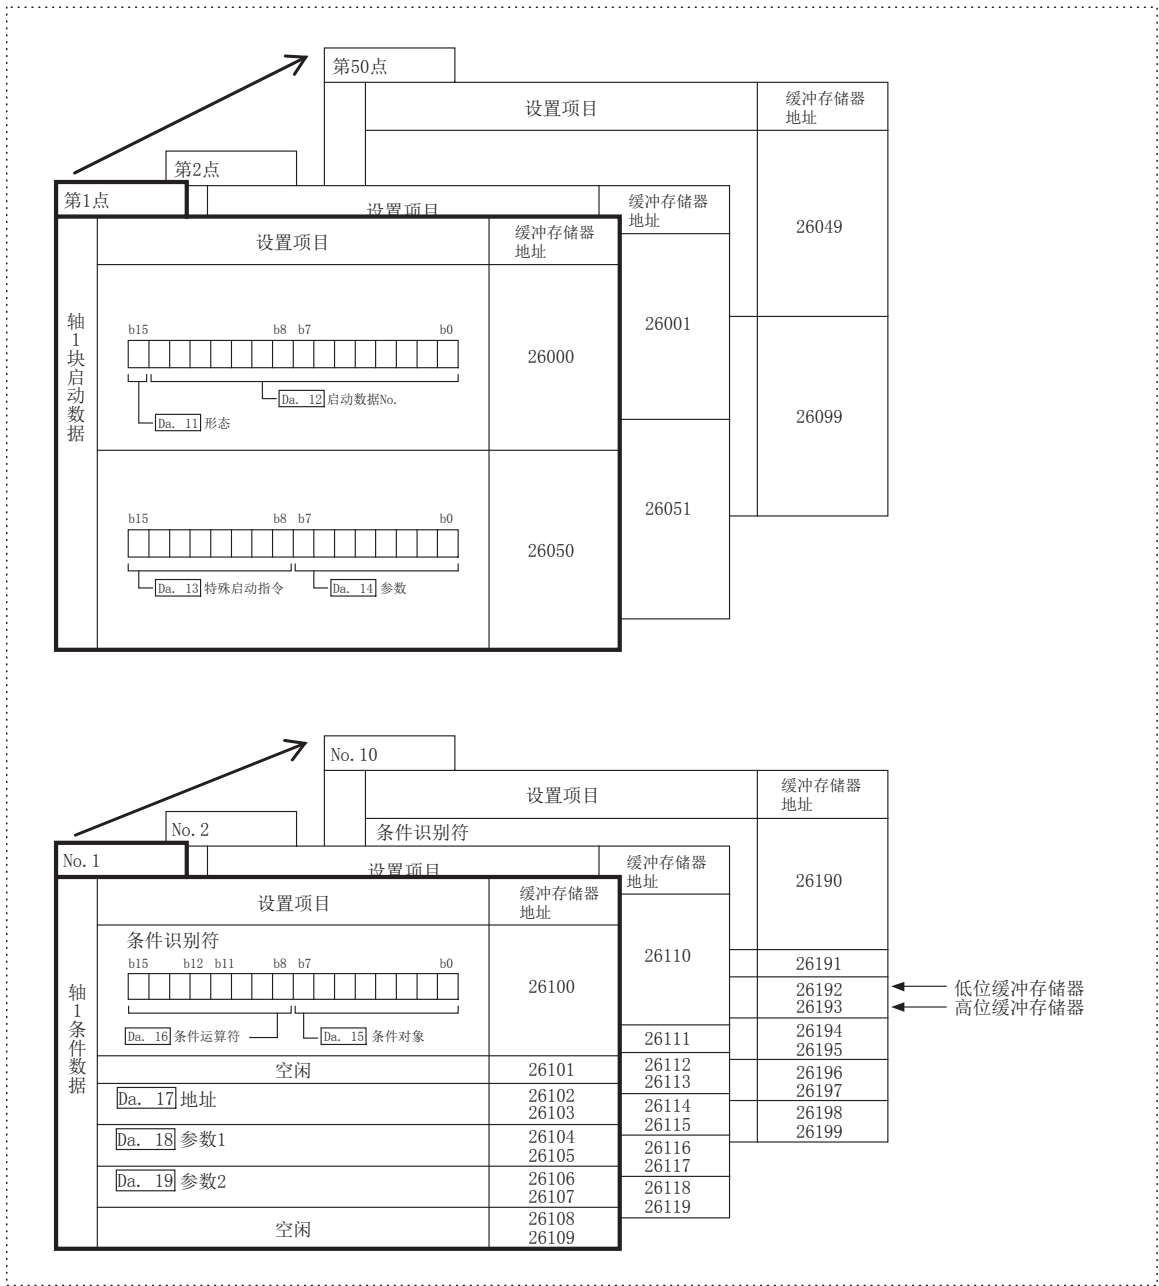 第50点
设置项目
缓冲存储器
地址
26049
26099
第2点
设置项目
缓冲存储器
地址
26001
26051
第1点
轴1块启动数据
设置项目
缓冲存储器
地址
b15 b8 b7 b0
Da. 12 启动数据No.
Da. 11 形态
26000
b15 b8 b7 b0
Da. 13 特殊启动指令 Da. 14 参数
26050
No. 10
设置项目
缓冲存储器
地址
条件识别符
26190
26191
26192
26193
低位缓冲存储器
高位缓冲存储器
26194
26195
26196
26197
26198
26199
No. 2
设置项目
缓冲存储器
地址
26110
26111
26112
26113
26114
26115
26116
26117
26118
26119
No. 1
轴1条件数据
设置项目
缓冲存储器
地址
条件识别符
b15 b12 b11 b8 b7 b0
Da. 16 条件运算符 Da. 15 条件对象
26100
空闲 26101
Da. 17 地址 26102
26103
Da. 18 参数1 26104
26105
Da. 19 参数2 26106
26107
空闲 26108
26109